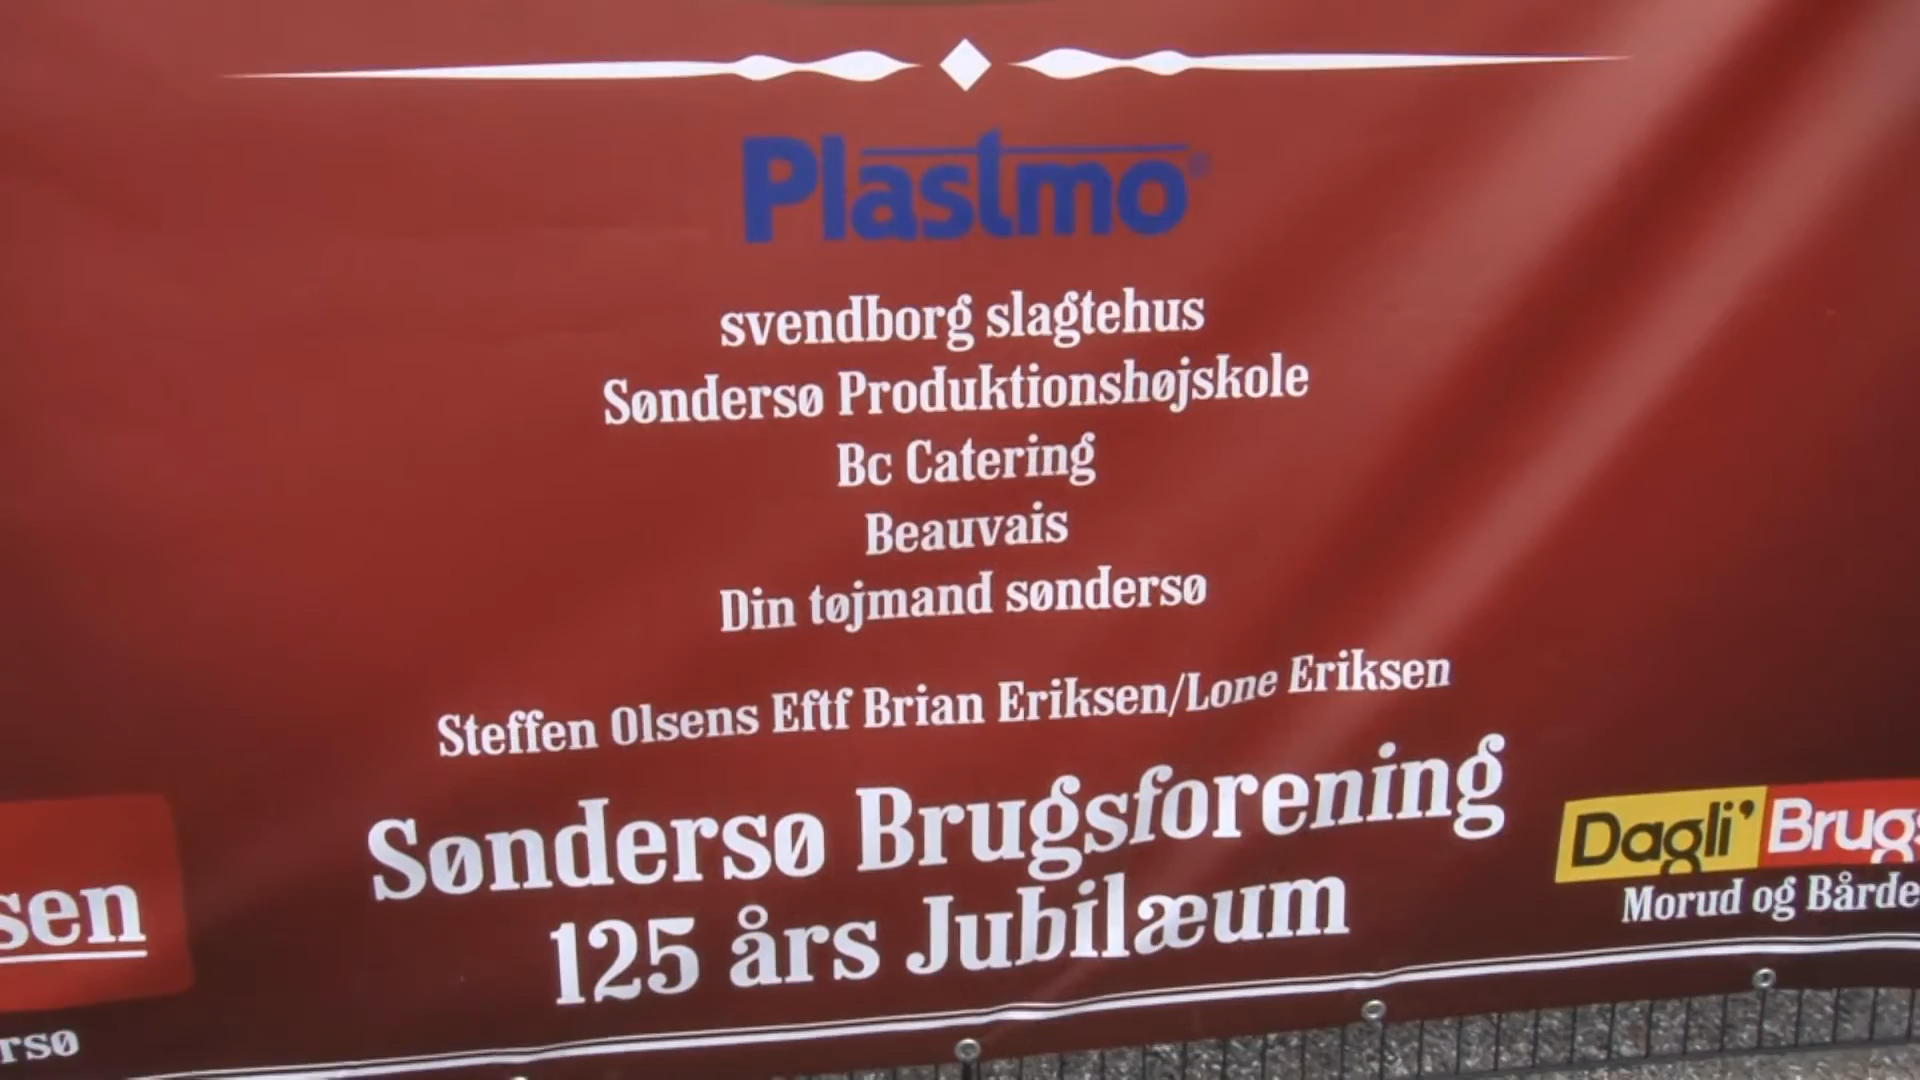 Plastmo
svendborg slagtehus
Søndersø Produktionshøjskole
Bc Catering
Beauvais
Din tøjmand søndersø
Steffen Olsens Eftf Brian Eriksen/Lone Eriksen
Søndersø Brugsforening
125 års Jubilæum
sen
rsø
Dagli' Brugs
Morud og Bårde